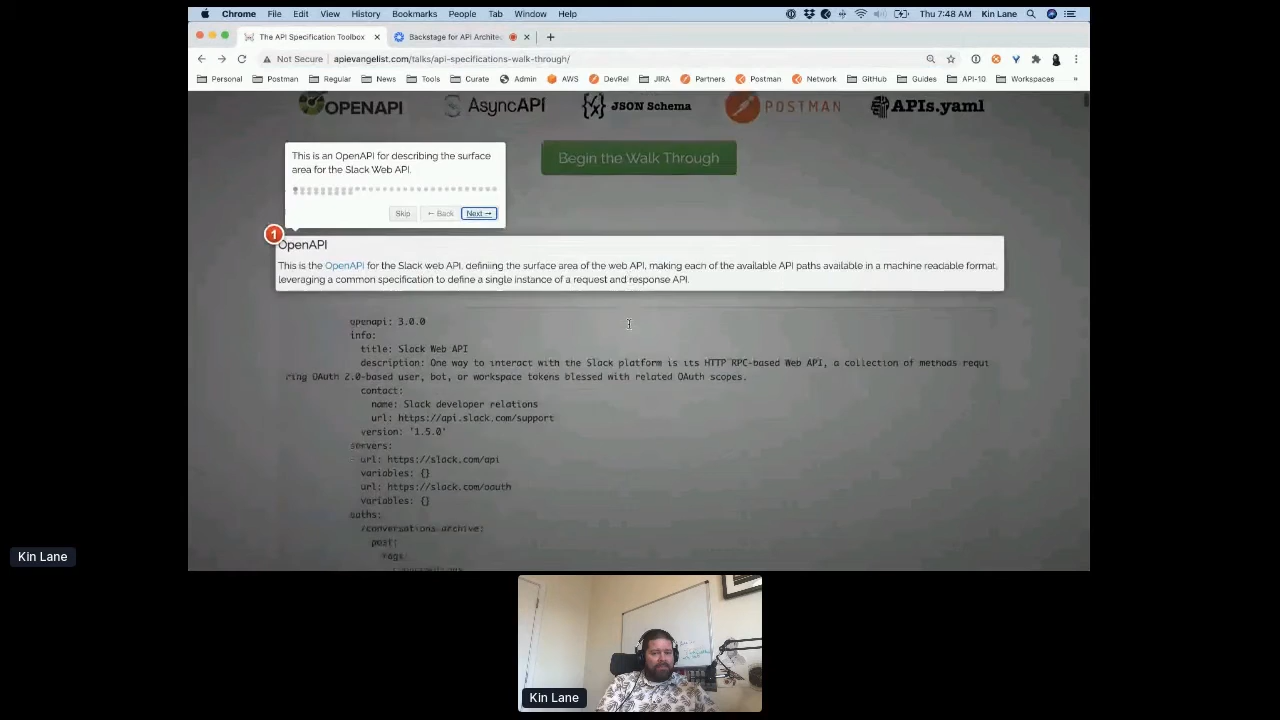 Chrome File Edit View History Bookmarks People Tab Window Help Thu 7:48 AM Kin Lane
The API Specification Toolbox × Backstage for API Archite × +
Not Secure apievangelist.com/talks/api-specifications-walk-through/
Personal Postman Regular News Tools Curate Admin AWS DevRel JIRA Partners Postman Network GitHub Guides API-10 Workspaces »
OPENAPI AsyncAPI {x} JSON Schema POSTMAN APIs.yaml
This is an OpenAPI for describing the surface
area for the Slack Web API.
Begin the Walk Through
Skip ← Back Next →
1
OpenAPI
This is the OpenAPI for the Slack web API, defining the surface area of the web API, making each of the available API paths available in a machine readable format,
leveraging a common specification to define a single instance of a request and response API.
openapi: 3.0.0
info:
title: Slack Web API
description: One way to interact with the Slack platform is its HTTP RPC-based Web API, a collection of methods requi
ring OAuth 2.0-based user, bot, or workspace tokens blessed with related OAuth scopes.
contact:
name: Slack developer relations
url: https://api.slack.com/support
version: '1.5.0'
servers:
url: https://slack.com/api
variables: {}
url: https://slack.com/oauth
variables: {}
paths:
/conversations.archive:
post:
tags:
Kin Lane
Kin Lane